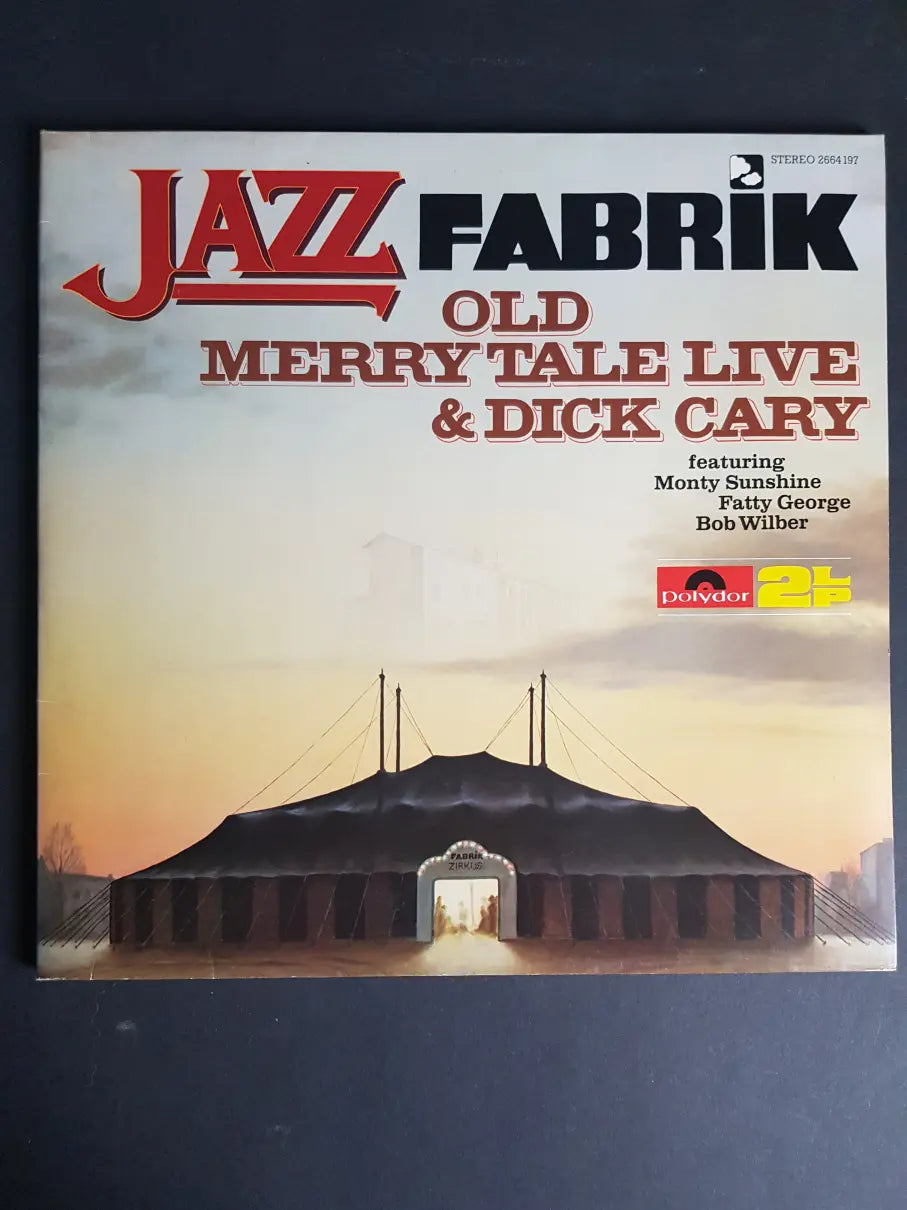 STEREO 2664 197
JAZZ FABRİK
OLD
MERRY TALE LIVE
& DICK CARY
featuring
Monty Sunshine
Fatty George
Bob Wilber
polydor 2LP
FABRIK
ZIRKUS